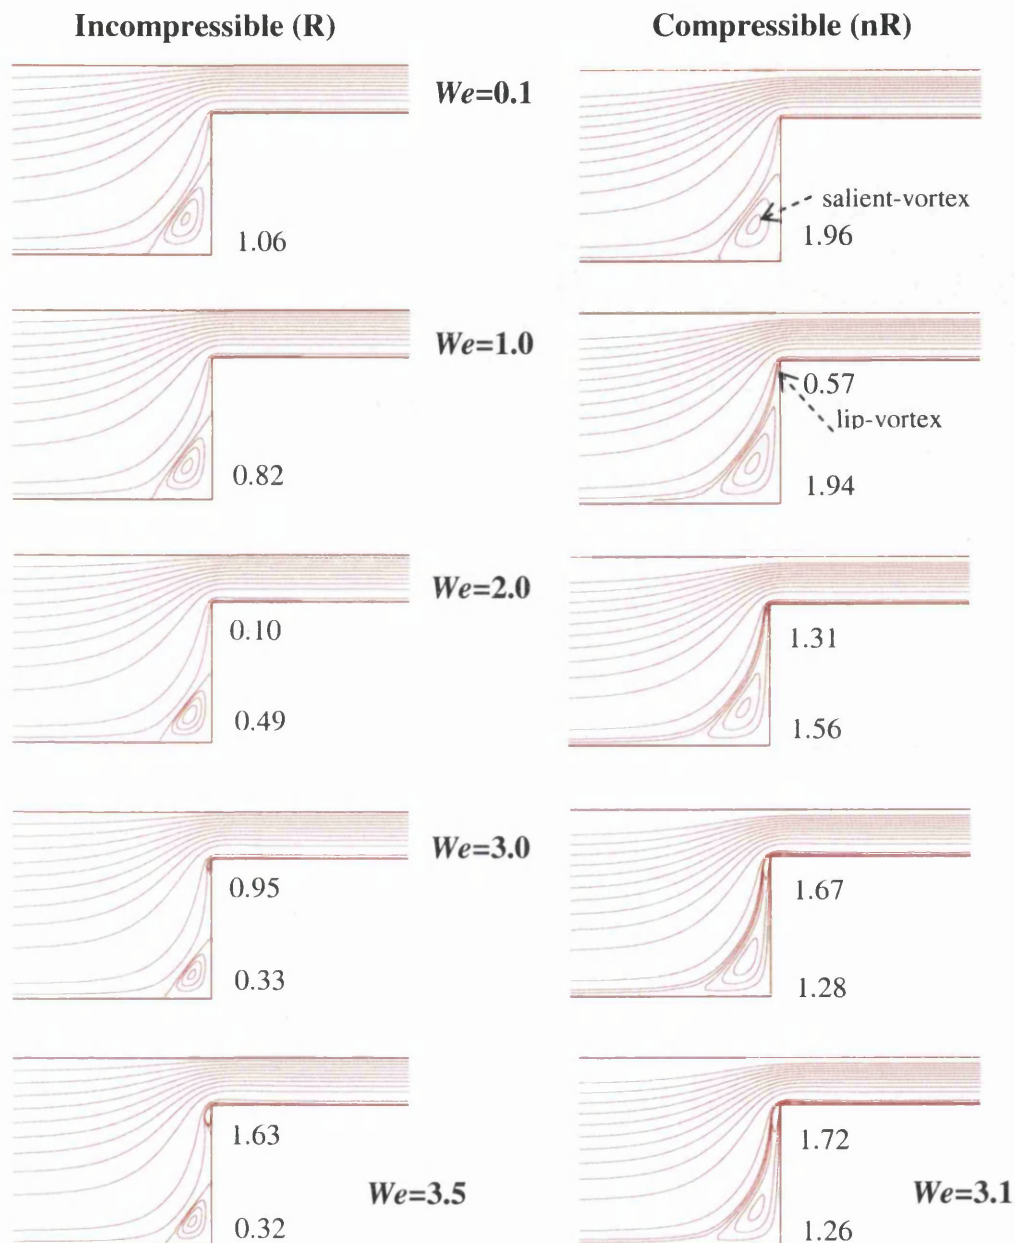 Incompressible (R)
Compressible (nR)
We=0.1
salient-vortex
1.06
1.96
We=1.0
0.57
lip-vortex
0.82
1.94
We=2.0
0.10
1.31
0.49
1.56
We=3.0
0.95
1.67
0.33
1.28
1.63
1.72
We=3.5
We=3.1
0.32
1.26